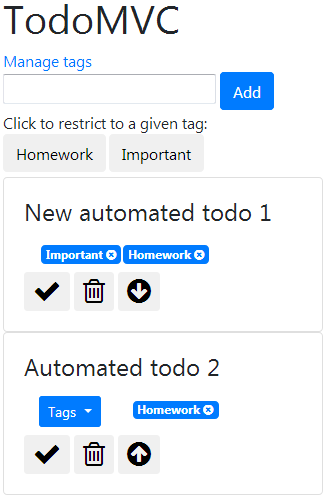 TodoMVC
Manage tags
Add
Click to restrict to a given tag:
Homework Important
New automated todo 1
Important Homework
Automated todo 2
Tags Homework